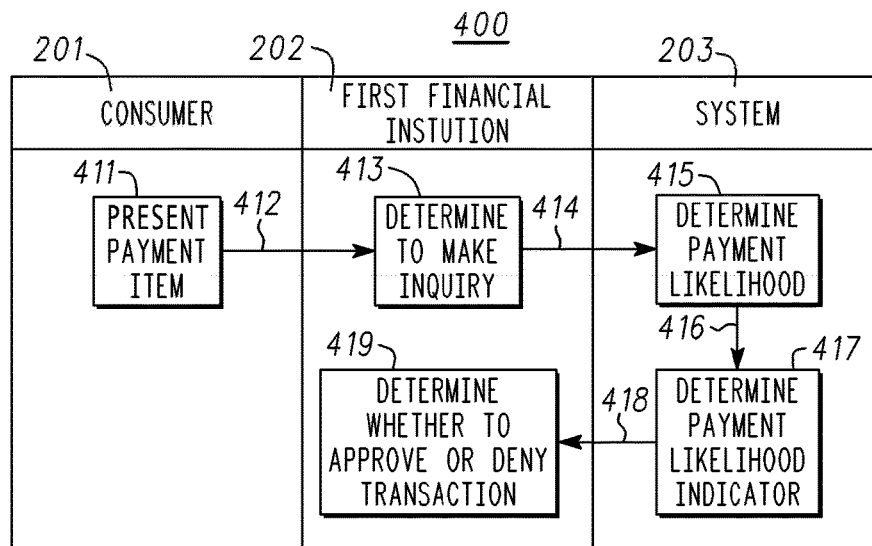 400
201
202
203
CONSUMER
FIRST FINANCIAL
INSTUTION
SYSTEM
411
PRESENT
PAYMENT
ITEM
412
413
DETERMINE
TO MAKE
INQUIRY
414
415
DETERMINE
PAYMENT
LIKELIHOOD
416
417
DETERMINE
PAYMENT
LIKELIHOOD
INDICATOR
418
419
DETERMINE
WHETHER TO
APPROVE OR DENY
TRANSACTION